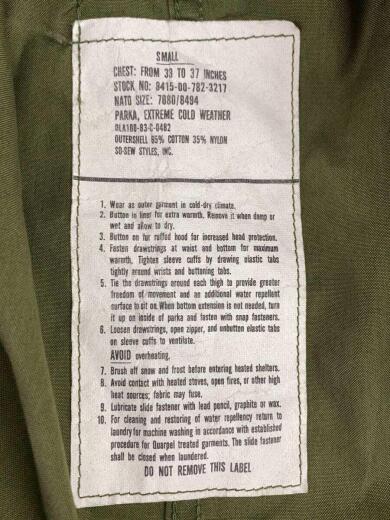 SMALL
CHEST: FROM 33 TO 37 INCHES
STOCK NO: 8415-00-782-3217
NATO SIZE: 7080/8494
PARKA, EXTREME COLD WEATHER
DLA100-83-C-0482
OUTERSHELL 65% COTTON 35% NYLON
SO-SEW STYLES, INC.
1. Wear as outer garment in cold-dry climate.
2. Button in liner for extra warmth. Remove it when damp or
wet and allow to dry.
3. Button on fur ruffed hood for increased head protection.
4. Fasten drawstrings at waist and bottom for maximum
warmth. Tighten sleeve cuffs by drawing elastic tabs
tightly around wrists and buttoning tabs.
5. Tie the drawstrings around each thigh to provide greater
freedom of movement and an additional water repellent
surface to sit on. When bottom extension is not needed, turn
it up on inside of parka and fasten with snap fasteners.
6. Loosen drawstrings, open zipper, and unbutton elastic tabs
on sleeve cuffs to ventilate.
AVOID overheating.
7. Brush off snow and frost before entering heated shelters.
8. Avoid contact with heated stoves, open fires, or other high
heat sources; fabric may fuse.
9. Lubricate slide fastener with lead pencil, graphite or wax.
10. For cleaning and restoring of water repellency return to
laundry for machine washing in accordance with established
procedure for Quarpel treated garments. The slide fastener
shall be closed when laundered.
DO NOT REMOVE THIS LABEL